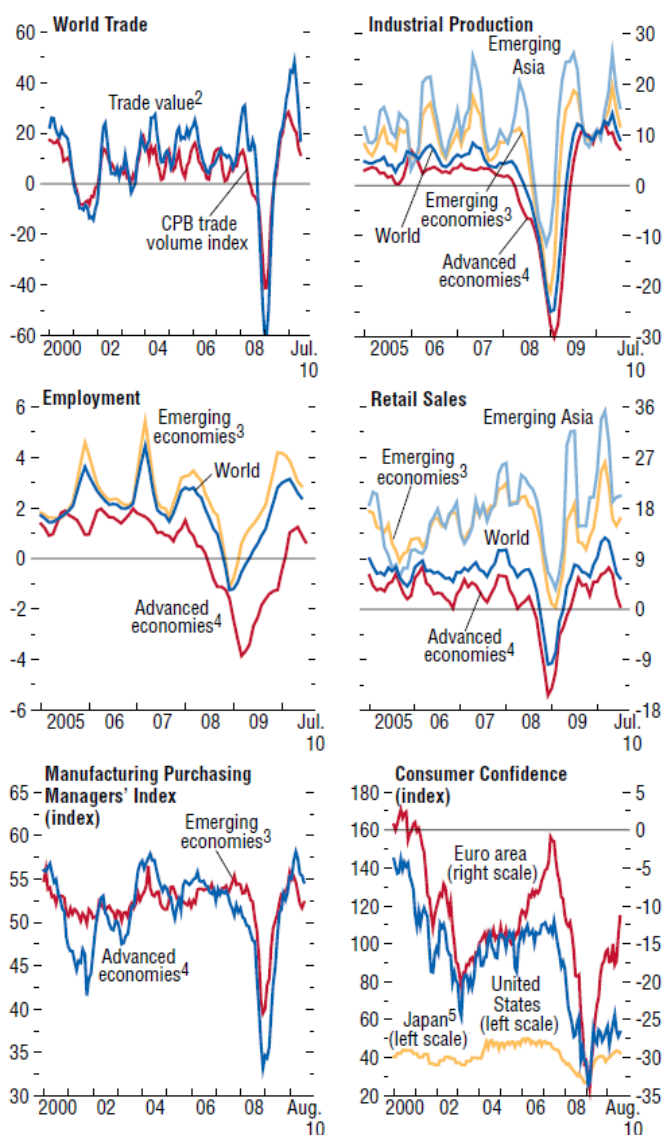 World Trade
60
40
20
0
-20
-40
-60
Trade value2
CPB trade
volume index
2000 02 04 06 08 Jul.
10
Industrial Production
30
20
10
0
-10
-20
-30
Emerging
Asia
Emerging
economies3
World
Advanced
economies4
2005 06 07 08 09 Jul.
10
Employment
6
4
2
0
-2
-4
-6
Emerging
economies3
World
Advanced
economies4
2005 06 07 08 09 Jul.
10
Retail Sales
36
27
18
9
0
-9
-18
Emerging Asia
Emerging
economies3
World
Advanced
economies4
2005 06 07 08 09 Jul.
10
Manufacturing Purchasing
Managers' Index
(index)
65
60
55
50
45
40
35
30
Emerging
economies3
Advanced
economies4
2000 02 04 06 08 Aug.
10
Consumer Confidence
(index)
180
160
140
120
100
80
60
40
20
5
0
-5
-10
-15
-20
-25
-30
-35
Euro area
(right scale)
United
States
(left scale)
Japan5
(left scale)
2000 02 04 06 08 Aug.
10